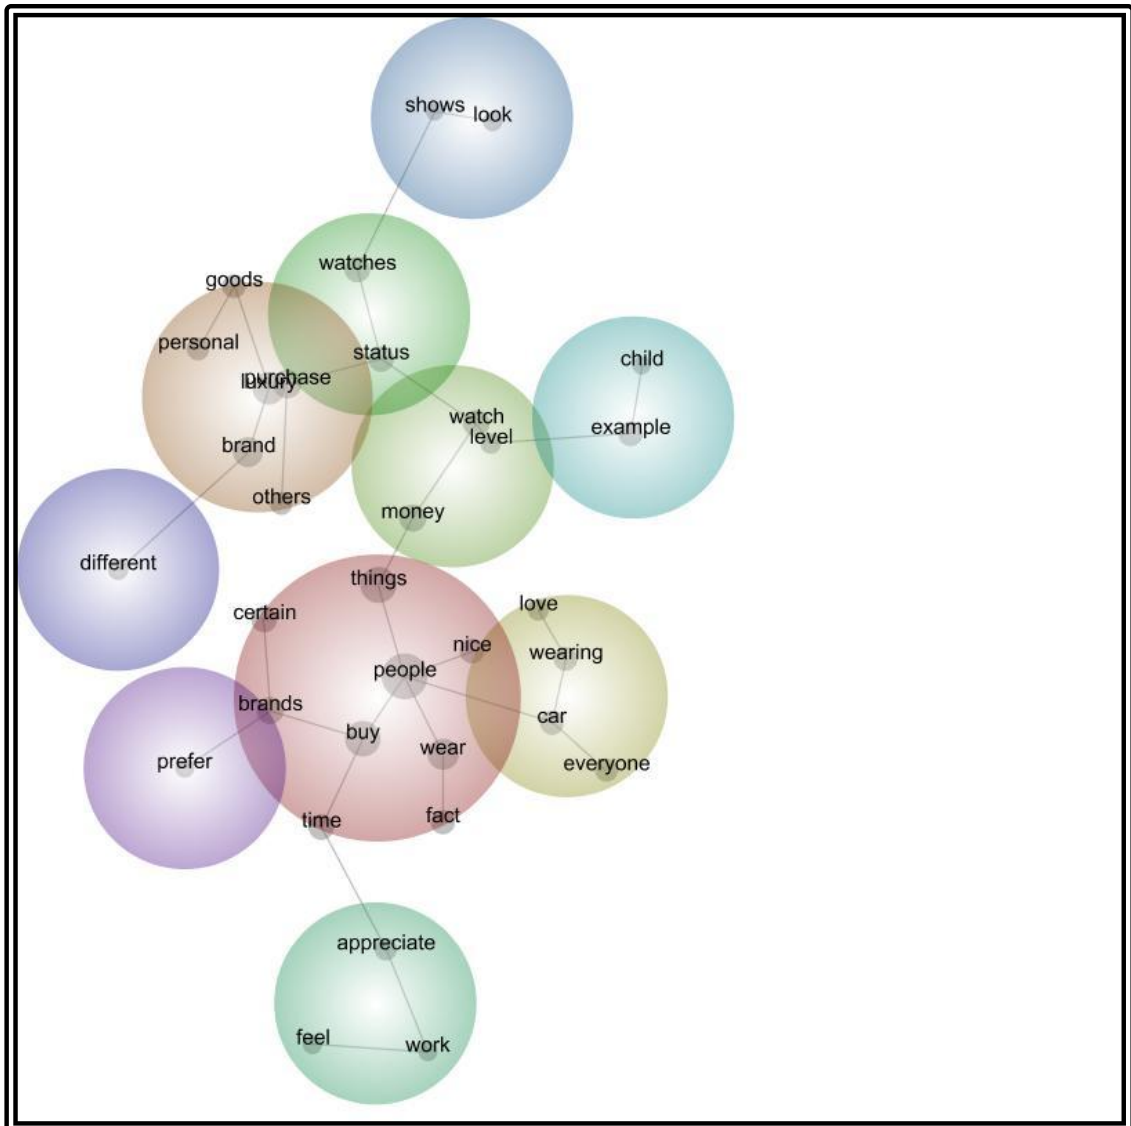 shows
look
watches
goods
personal
status
purchase
luxury
child
watch
example
level
brand
others
money
different
things
love
certain
nice
wearing
people
brands
car
buy
wear
prefer
everyone
time
fact
appreciate
feel
work